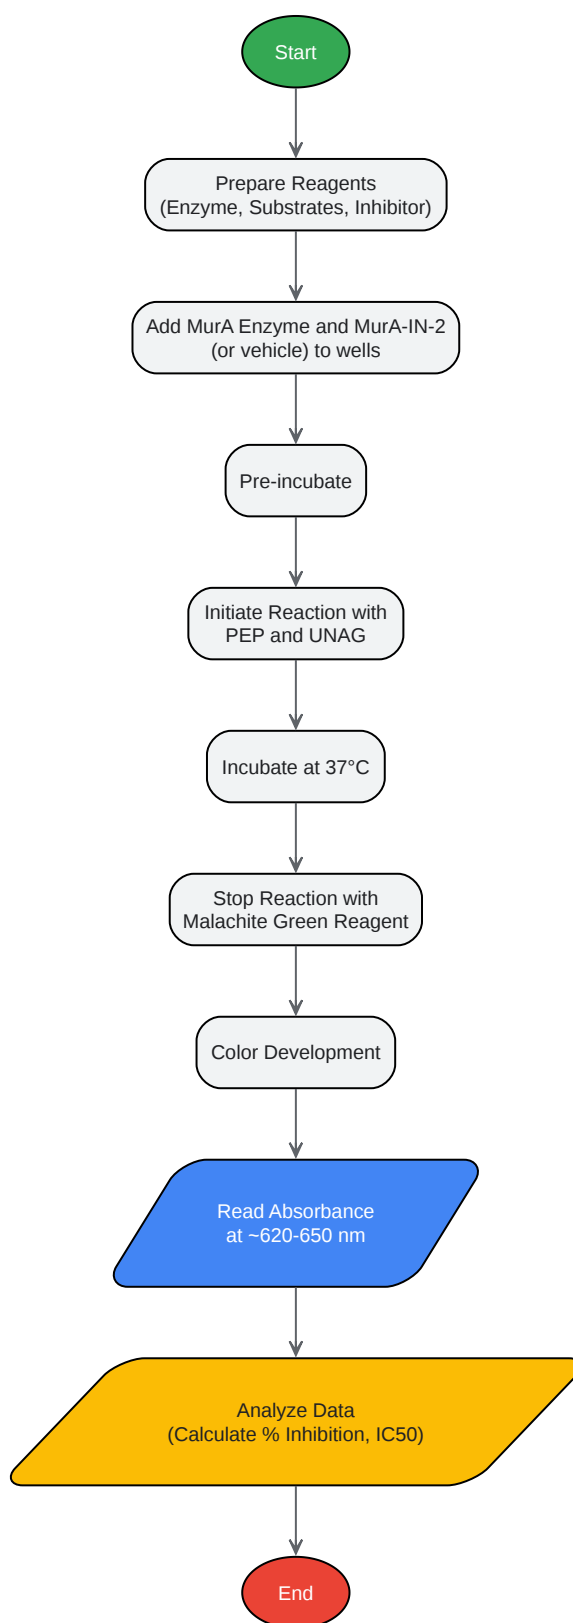 Start
Prepare Reagents
(Enzyme, Substrates, Inhibitor)
Add MurA Enzyme and MurA-IN-2
(or vehicle) to wells
Pre-incubate
Initiate Reaction with
PEP and UNAG
Incubate at 37°C
Stop Reaction with
Malachite Green Reagent
Color Development
Read Absorbance
at ~620-650 nm
Analyze Data
(Calculate % Inhibition, IC50)
End